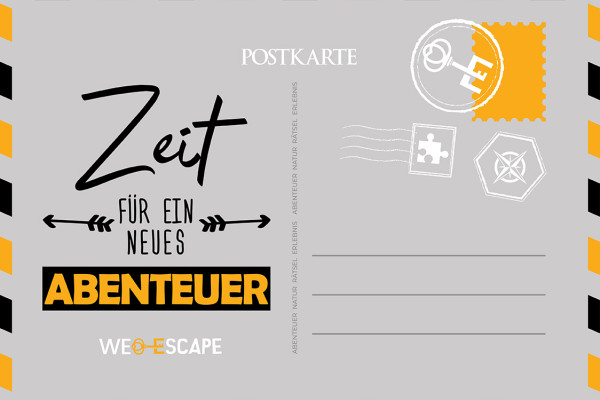 POSTKARTE
Zeit
FÜR EIN
NEUES
ABENTEUER
WE ESCAPE
ABENTEUER NATUR RÄTSEL ERLEBNIS ABENTEUER NATUR RÄTSEL ERLEBNIS